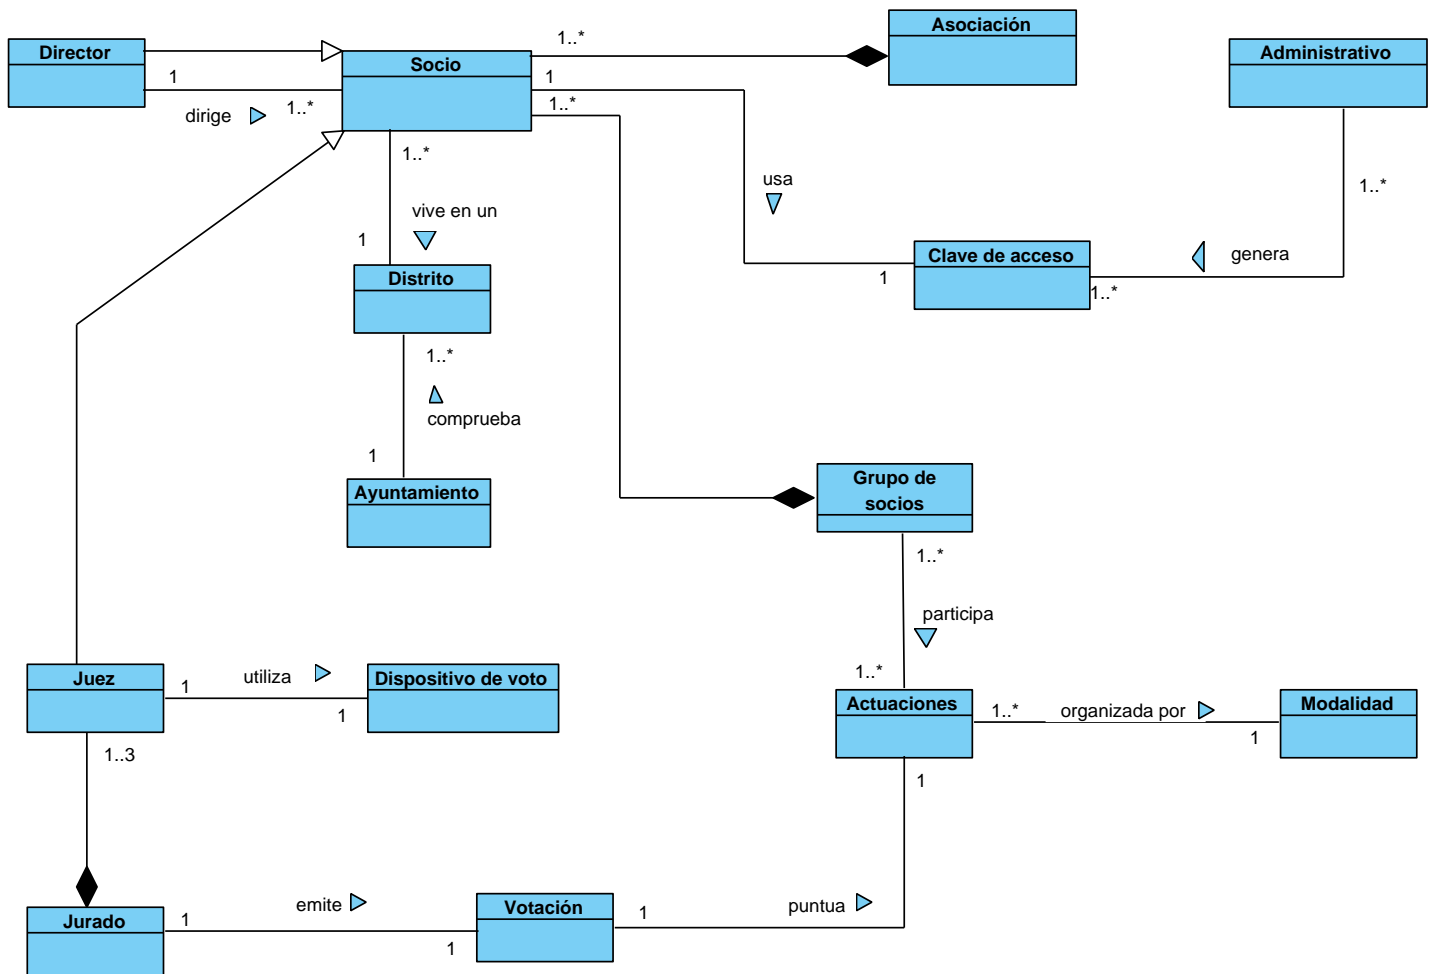 Asociación
Director
Administrativo
1..*
Socio
1
1
1..*
1..*
dirige
1..*
usa
1..*
vive en un
1
Clave de acceso
genera
Distrito
1
1..*
1..*
comprueba
1
Ayuntamiento
Grupo de
socios
1..*
participa
1..*
Juez
1
utiliza
Dispositivo de voto
1
Actuaciones
1..*
organizada por
Modalidad
1
1..3
1
Jurado
1
emite
Votación
1
1
puntua